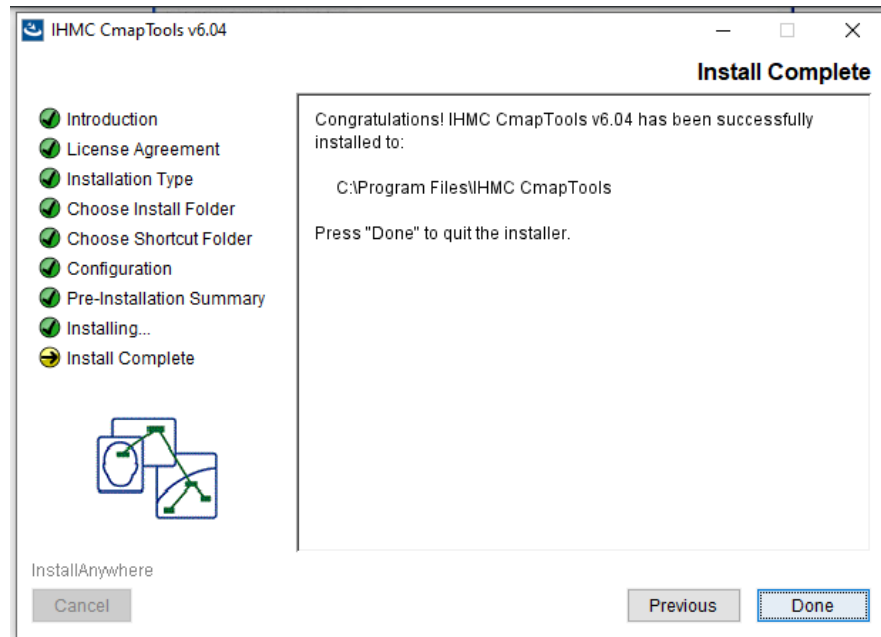 IHMC CmapTools v6.04
Install Complete
Introduction
License Agreement
Installation Type
Choose Install Folder
Choose Shortcut Folder
Configuration
Pre-Installation Summary
Installing...
Install Complete
Congratulations! IHMC CmapTools v6.04 has been successfully
installed to:
C:\Program Files\IHMC CmapTools
Press "Done" to quit the installer.
InstallAnywhere
Cancel
Previous
Done